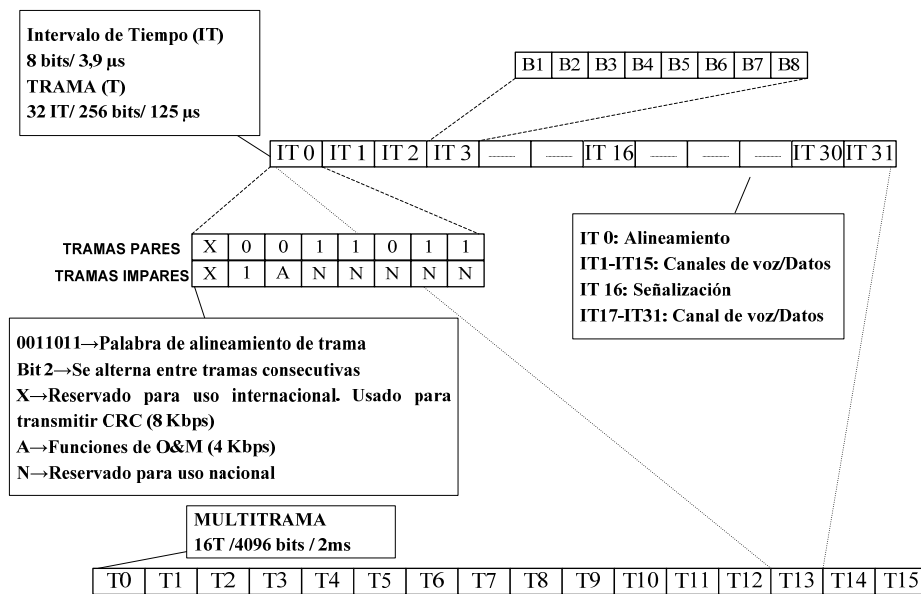 Intervalo de Tiempo (IT)
8 bits/ 3,9 µs
TRAMA (T)
32 IT/ 256 bits/ 125 µs
B1 B2 B3 B4 B5 B6 B7 B8
IT 0 IT 1 IT 2 IT 3 ------ ------ IT 16 ------ ------ ------ IT 30 IT 31
TRAMAS PARES X 0 0 1 1 0 1 1
TRAMAS IMPARES X 1 A N N N N N
IT 0: Alineamiento
IT1-IT15: Canales de voz/Datos
IT 16: Señalización
IT17-IT31: Canal de voz/Datos
0011011→Palabra de alineamiento de trama
Bit 2→Se alterna entre tramas consecutivas
X→Reservado para uso internacional. Usado para
transmitir CRC (8 Kbps)
A→Funciones de O&M (4 Kbps)
N→Reservado para uso nacional
MULTITRAMA
16T /4096 bits / 2ms
T0 T1 T2 T3 T4 T5 T6 T7 T8 T9 T10 T11 T12 T13 T14 T15